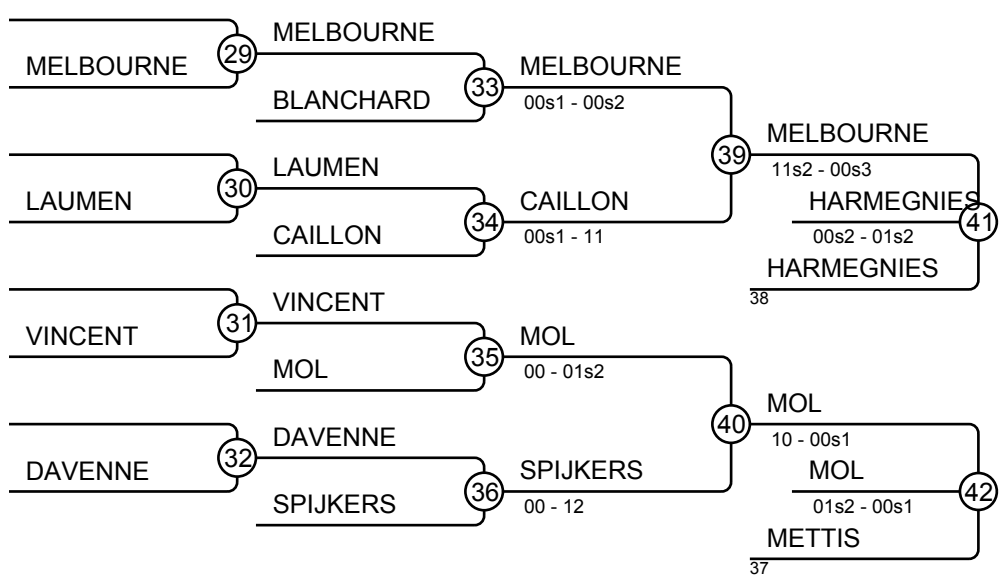 MELBOURNE
29
MELBOURNE
BLANCHARD
33
MELBOURNE
00s1 - 00s2
LAUMEN
30
LAUMEN
CAILLON
34
CAILLON
00s1 - 11
39
MELBOURNE
11s2 - 00s3
HARMEGNIES
00s2 - 01s2
41
HARMEGNIES
38
VINCENT
31
VINCENT
MOL
35
MOL
00 - 01s2
DAVENNE
32
DAVENNE
SPIJKERS
36
SPIJKERS
00 - 12
40
MOL
10 - 00s1
MOL
01s2 - 00s1
42
METTIS
37